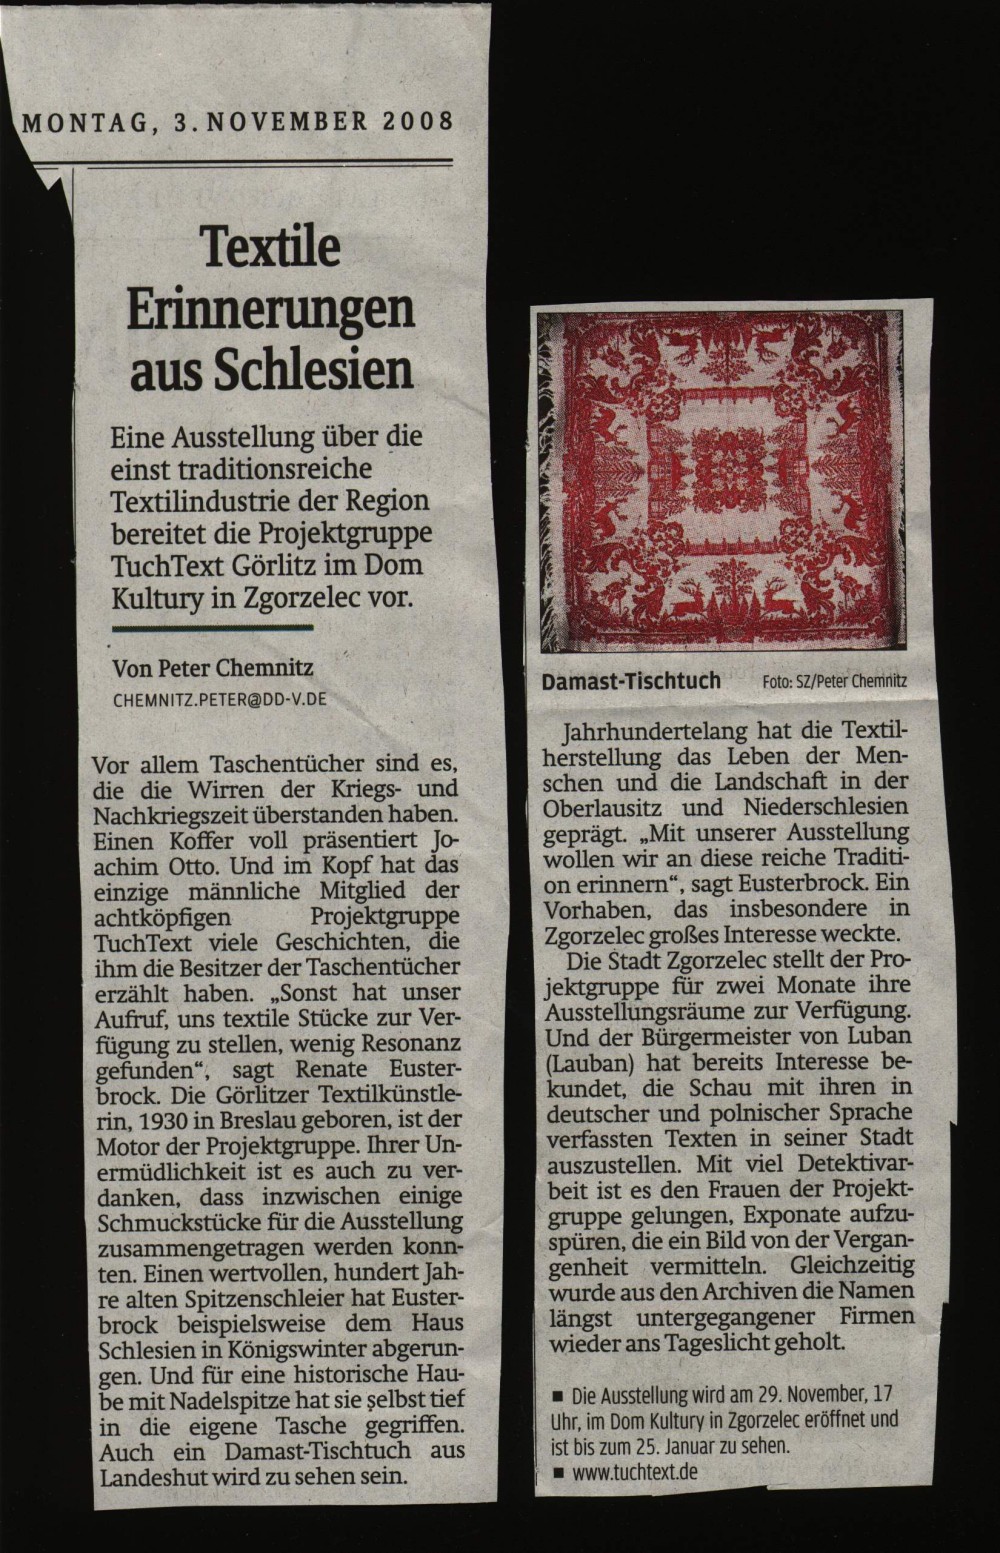 MONTAG, 3. NOVEMBER 2008
Textile
Erinnerungen
aus Schlesien
Eine Ausstellung über die
einst traditionsreiche
Textilindustrie der Region
bereitet die Projektgruppe
TuchText Görlitz im Dom
Kultury in Zgorzelec vor.
Von Peter Chemnitz
CHEMNITZ.PETER@DD-V.DE
Vor allem Taschentücher sind es,
die die Wirren der Kriegs- und
Nachkriegszeit überstanden haben.
Einen Koffer voll präsentiert Jo-
achim Otto. Und im Kopf hat das
einzige männliche Mitglied der
achtköpfigen Projektgruppe
TuchText viele Geschichten, die
ihm die Besitzer der Taschentücher
erzählt haben. „Sonst hat unser
Aufruf, uns textile Stücke zur Ver-
fügung zu stellen, wenig Resonanz
gefunden“, sagt Renate Euster-
brock. Die Görlitzer Textilkünstle-
rin, 1930 in Breslau geboren, ist der
Motor der Projektgruppe. Ihrer Un-
ermüdlichkeit ist es auch zu ver-
danken, dass inzwischen einige
Schmuckstücke für die Ausstellung
zusammengetragen werden konn-
ten. Einen wertvollen, hundert Jah-
re alten Spitzenschleier hat Euster-
brock beispielsweise dem Haus
Schlesien in Königswinter abgerun-
gen. Und für eine historische Hau-
be mit Nadelspitze hat sie selbst tief
in die eigene Tasche gegriffen.
Auch ein Damast-Tischtuch aus
Landeshut wird zu sehen sein.
Damast-Tischtuch Foto: SZ/Peter Chemnitz
Jahrhundertelang hat die Textil-
herstellung das Leben der Men-
schen und die Landschaft in der
Oberlausitz und Niederschlesien
geprägt. „Mit unserer Ausstellung
wollen wir an diese reiche Traditi-
on erinnern“, sagt Eusterbrock. Ein
Vorhaben, das insbesondere in
Zgorzelec großes Interesse weckte.
Die Stadt Zgorzelec stellt der Pro-
jektgruppe für zwei Monate ihre
Ausstellungsräume zur Verfügung.
Und der Bürgermeister von Luban
(Lauban) hat bereits Interesse be-
kundet, die Schau mit ihren in
deutscher und polnischer Sprache
verfassten Texten in seiner Stadt
auszustellen. Mit viel Detektivar-
beit ist es den Frauen der Projekt-
gruppe gelungen, Exponate aufzu-
spüren, die ein Bild von der Vergan-
genheit vermitteln. Gleichzeitig
wurde aus den Archiven die Namen
längst untergegangener Firmen
wieder ans Tageslicht geholt.
■ Die Ausstellung wird am 29. November, 17
Uhr, im Dom Kultury in Zgorzelec eröffnet und
ist bis zum 25. Januar zu sehen.
■ www.tuchtext.de